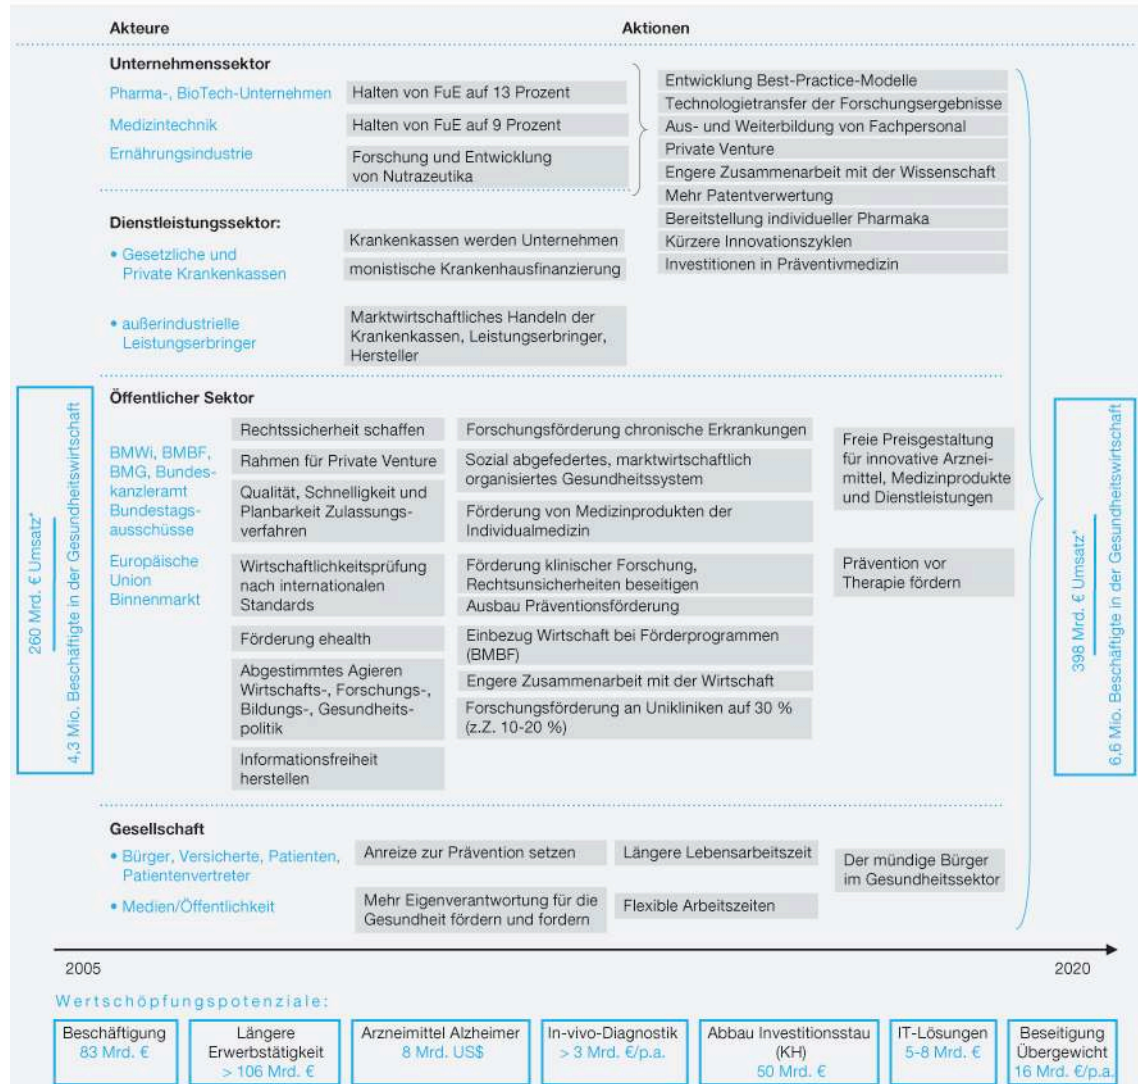 Akteure
Aktionen
Unternehmenssektor
Pharma-, BioTech-Unternehmen
Halten von FuE auf 13 Prozent
Medizintechnik
Halten von FuE auf 9 Prozent
Ernährungsindustrie
Forschung und Entwicklung
von Nutrazeutika
Entwicklung Best-Practice-Modelle
Technologietransfer der Forschungsergebnisse
Aus- und Weiterbildung von Fachpersonal
Private Venture
Engere Zusammenarbeit mit der Wissenschaft
Mehr Patentverwertung
Bereitstellung individueller Pharmaka
Kürzere Innovationszyklen
Investitionen in Präventivmedizin
Dienstleistungssektor:
• Gesetzliche und
Private Krankenkassen
Krankenkassen werden Unternehmen
monistische Krankenhausfinanzierung
• außerindustrielle
Leistungserbringer
Marktwirtschaftliches Handeln der
Krankenkassen, Leistungserbringer,
Hersteller
Öffentlicher Sektor
BMWi, BMBF,
BMG, Bundes-
kanzleramt
Bundestags-
ausschüsse
Europäische
Union
Binnenmarkt
Rechtssicherheit schaffen
Rahmen für Private Venture
Qualität, Schnelligkeit und
Planbarkeit Zulassungs-
verfahren
Wirtschaftlichkeitsprüfung
nach internationalen
Standards
Förderung ehealth
Abgestimmtes Agieren
Wirtschafts-, Forschungs-,
Bildungs-, Gesundheits-
politik
Informationsfreiheit
herstellen
Forschungsförderung chronische Erkrankungen
Sozial abgefedertes, marktwirtschaftlich
organisiertes Gesundheitssystem
Förderung von Medizinprodukten der
Individualmedizin
Förderung klinischer Forschung,
Rechtsunsicherheiten beseitigen
Ausbau Präventionsförderung
Einbezug Wirtschaft bei Förderprogrammen
(BMBF)
Engere Zusammenarbeit mit der Wirtschaft
Forschungsförderung an Unikliniken auf 30 %
(z.Z. 10-20 %)
Freie Preisgestaltung
für innovative Arznei-
mittel, Medizinprodukte
und Dienstleistungen
Prävention vor
Therapie fördern
260 Mrd. € Umsatz*
4,3 Mio. Beschäftigte in der Gesundheitswirtschaft
398 Mrd. € Umsatz*
6,6 Mio. Beschäftigte in der Gesundheitswirtschaft
Gesellschaft
• Bürger, Versicherte, Patienten,
Patientenvertreter
• Medien/Öffentlichkeit
Anreize zur Prävention setzen
Mehr Eigenverantwortung für die
Gesundheit fördern und fordern
Längere Lebensarbeitszeit
Flexible Arbeitszeiten
Der mündige Bürger
im Gesundheitssektor
2005
2020
Wertschöpfungspotenziale:
Beschäftigung
83 Mrd. €
Längere
Erwerbstätigkeit
> 106 Mrd. €
Arzneimittel Alzheimer
8 Mrd. US$
In-vivo-Diagnostik
> 3 Mrd. €/p.a.
Abbau Investitionsstau
(KH)
50 Mrd. €
IT-Lösungen
5-8 Mrd. €
Beseitigung
Übergewicht
16 Mrd. €/p.a.